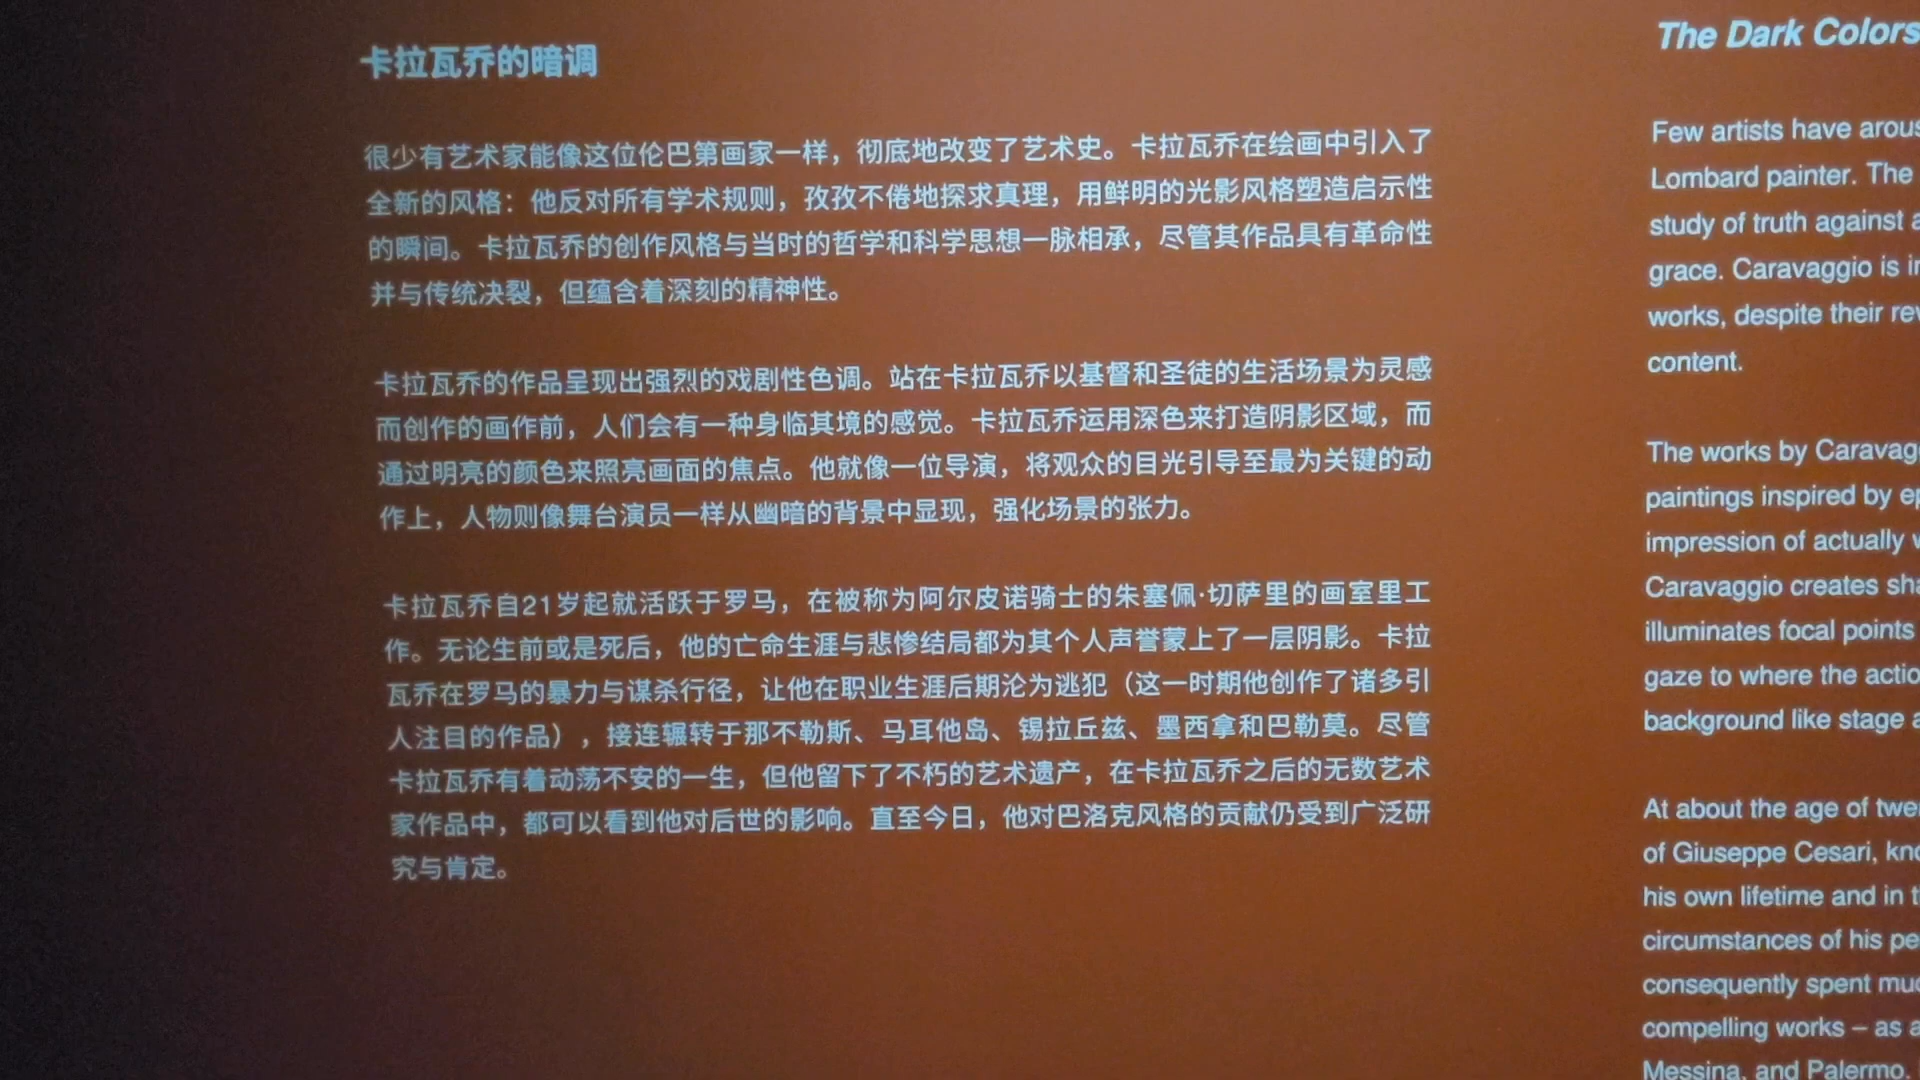 卡拉瓦乔的暗调
很少有艺术家能像这位伦巴第画家一样，彻底地改变了艺术史。卡拉瓦乔在绘画中引入了
全新的风格：他反对所有学术规则，孜孜不倦地探求真理，用鲜明的光影风格塑造启示性
的瞬间。卡拉瓦乔的创作风格与当时的哲学和科学思想一脉相承，尽管其作品具有革命性
并与传统决裂，但蕴含着深刻的精神性。
卡拉瓦乔的作品呈现出强烈的戏剧性色调。站在卡拉瓦乔以基督和圣徒的生活场景为灵感
而创作的画作前，人们会有一种身临其境的感觉。卡拉瓦乔运用深色来打造阴影区域，而
通过明亮的颜色来照亮画面的焦点。他就像一位导演，将观众的目光引导至最为关键的动
作上，人物则像舞台演员一样从幽暗的背景中显现，强化场景的张力。
卡拉瓦乔自21岁起就活跃于罗马，在被称为阿尔皮诺骑士的朱塞佩·切萨里的画室里工
作。无论生前或是死后，他的亡命生涯与悲惨结局都为其个人声誉蒙上了一层阴影。卡拉
瓦乔在罗马的暴力与谋杀行径，让他在职业生涯后期沦为逃犯（这一时期他创作了诸多引
人注目的作品），接连辗转于那不勒斯、马耳他岛、锡拉丘兹、墨西拿和巴勒莫。尽管
卡拉瓦乔有着动荡不安的一生，但他留下了不朽的艺术遗产，在卡拉瓦乔之后的无数艺术
家作品中，都可以看到他对后世的影响。直至今日，他对巴洛克风格的贡献仍受到广泛研
究与肯定。
The Dark Colors
Few artists have
Lombard painter. The
study of truth against
grace. Caravaggio is
works, despite their
content.
The works by
paintings inspired by
impression of actually
Caravaggio creates
illuminates focal points
gaze to where the
background like stage
At about the age of
of Giuseppe Cesari,
his own lifetime and in
circumstances of his
consequently spent
compelling works – as
Messina, and Palermo.